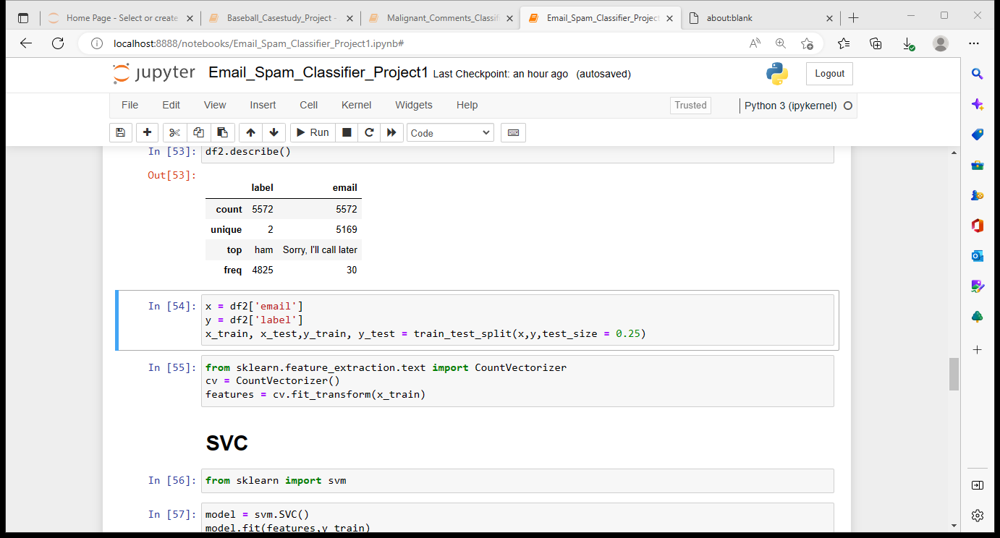 Home Page - Select or create
Baseball_Casestudy_Project -
Malignant_Comments_Classifi
Email_Spam_Classifier_Project
about:blank
localhost:8888/notebooks/Email_Spam_Classifier_Project1.ipynb#
jupyter Email_Spam_Classifier_Project1 Last Checkpoint: an hour ago (autosaved)
Logout
File Edit View Insert Cell Kernel Widgets Help
Trusted
Python 3 (ipykernel)
Run
Code
In [53]: df2.describe()
Out[53]:
label email
count 5572 5572
unique 2 5169
top ham Sorry, I'll call later
freq 4825 30
In [54]: x = df2['email']
y = df2['label']
x_train, x_test,y_train, y_test = train_test_split(x,y,test_size = 0.25)
In [55]: from sklearn.feature_extraction.text import CountVectorizer
cv = CountVectorizer()
features = cv.fit_transform(x_train)
SVC
In [56]: from sklearn import svm
In [57]: model = svm.SVC()
model.fit(features,y_train)